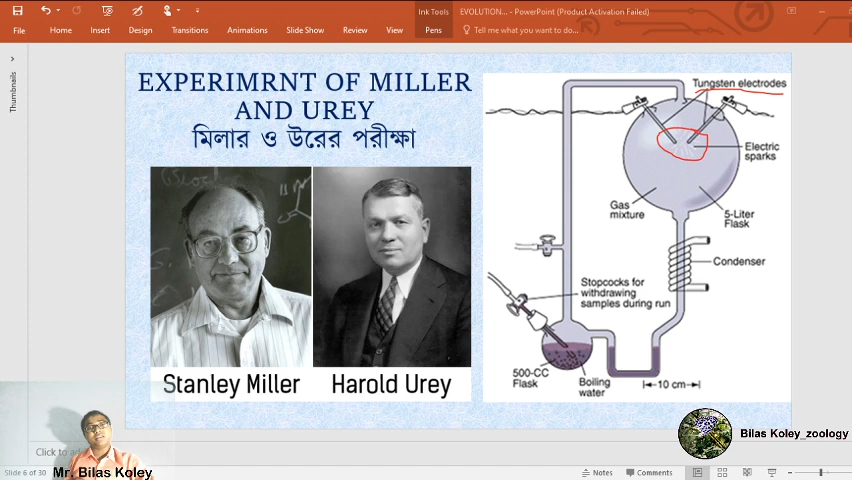 Ink Tools
EVOLUTION... - PowerPoint (Product Activation Failed)
File Home Insert Design Transitions Animations Slide Show Review View Pens Tell me what you want to do...
Thumbnails
EXPERIMRNT OF MILLER
AND UREY
মিলার ও উরের পরীক্ষা
Stanley Miller
Harold Urey
Tungsten electrodes
Electric
sparks
Gas
mixture
5-Liter
Flask
Condenser
Stopcocks for
withdrawing
samples during run
500-CC
Flask
Boiling
water
10 cm
Bilas Koley_zoology
Click to ad
Mr. Bilas Koley
Slide 6 of 30
Notes Comments